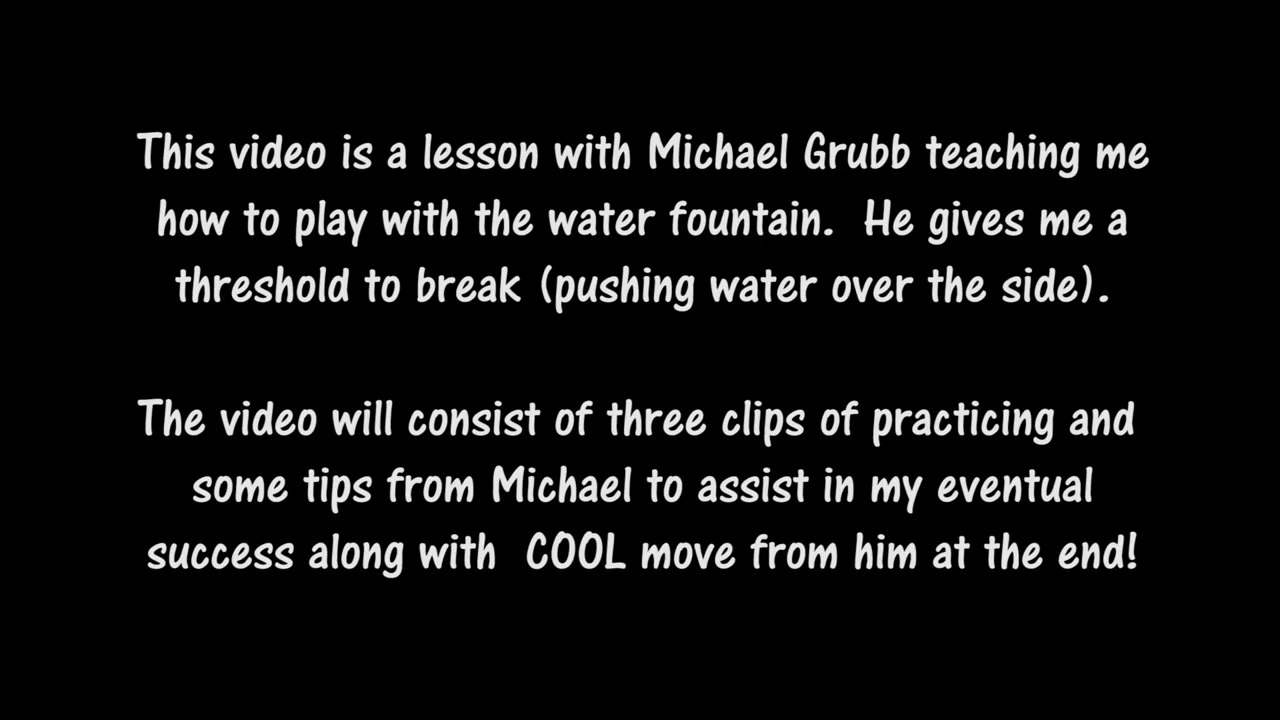 This video is a lesson with Michael Grubb teaching me
how to play with the water fountain.  He gives me a
threshold to break (pushing water over the side).
The video will consist of three clips of practicing and
some tips from Michael to assist in my eventual
success along with  COOL move from him at the end!